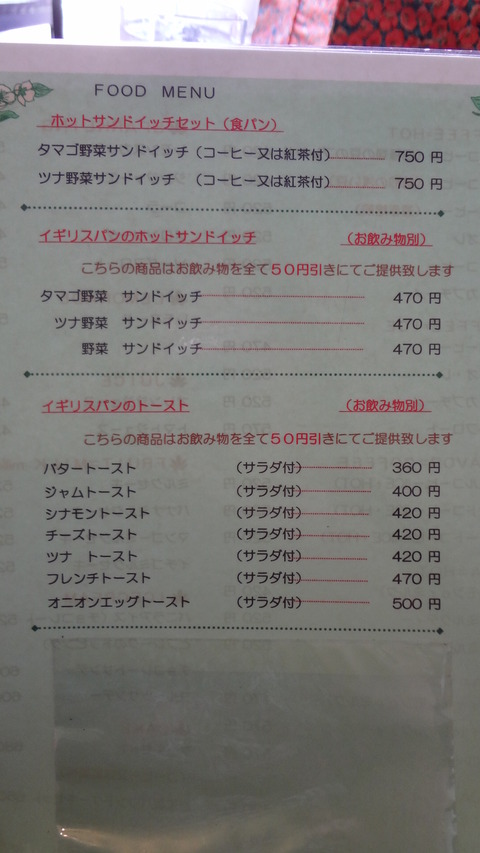 FOOD MENU
ホットサンドイッチセット（食パン）
タマゴ野菜サンドイッチ（コーヒー又は紅茶付） 750 円
ツナ野菜サンドイッチ （コーヒー又は紅茶付） 750 円
イギリスパンのホットサンドイッチ （お飲み物別）
こちらの商品はお飲み物を全て５０円引きにてご提供致します
タマゴ野菜 サンドイッチ 470 円
ツナ野菜 サンドイッチ 470 円
野菜 サンドイッチ 470 円
イギリスパンのトースト （お飲み物別）
こちらの商品はお飲み物を全て５０円引きにてご提供致します
バタートースト （サラダ付） 360 円
ジャムトースト （サラダ付） 400 円
シナモントースト （サラダ付） 420 円
チーズトースト （サラダ付） 420 円
ツナ トースト （サラダ付） 420 円
フレンチトースト （サラダ付） 470 円
オニオンエッグトースト （サラダ付） 500 円